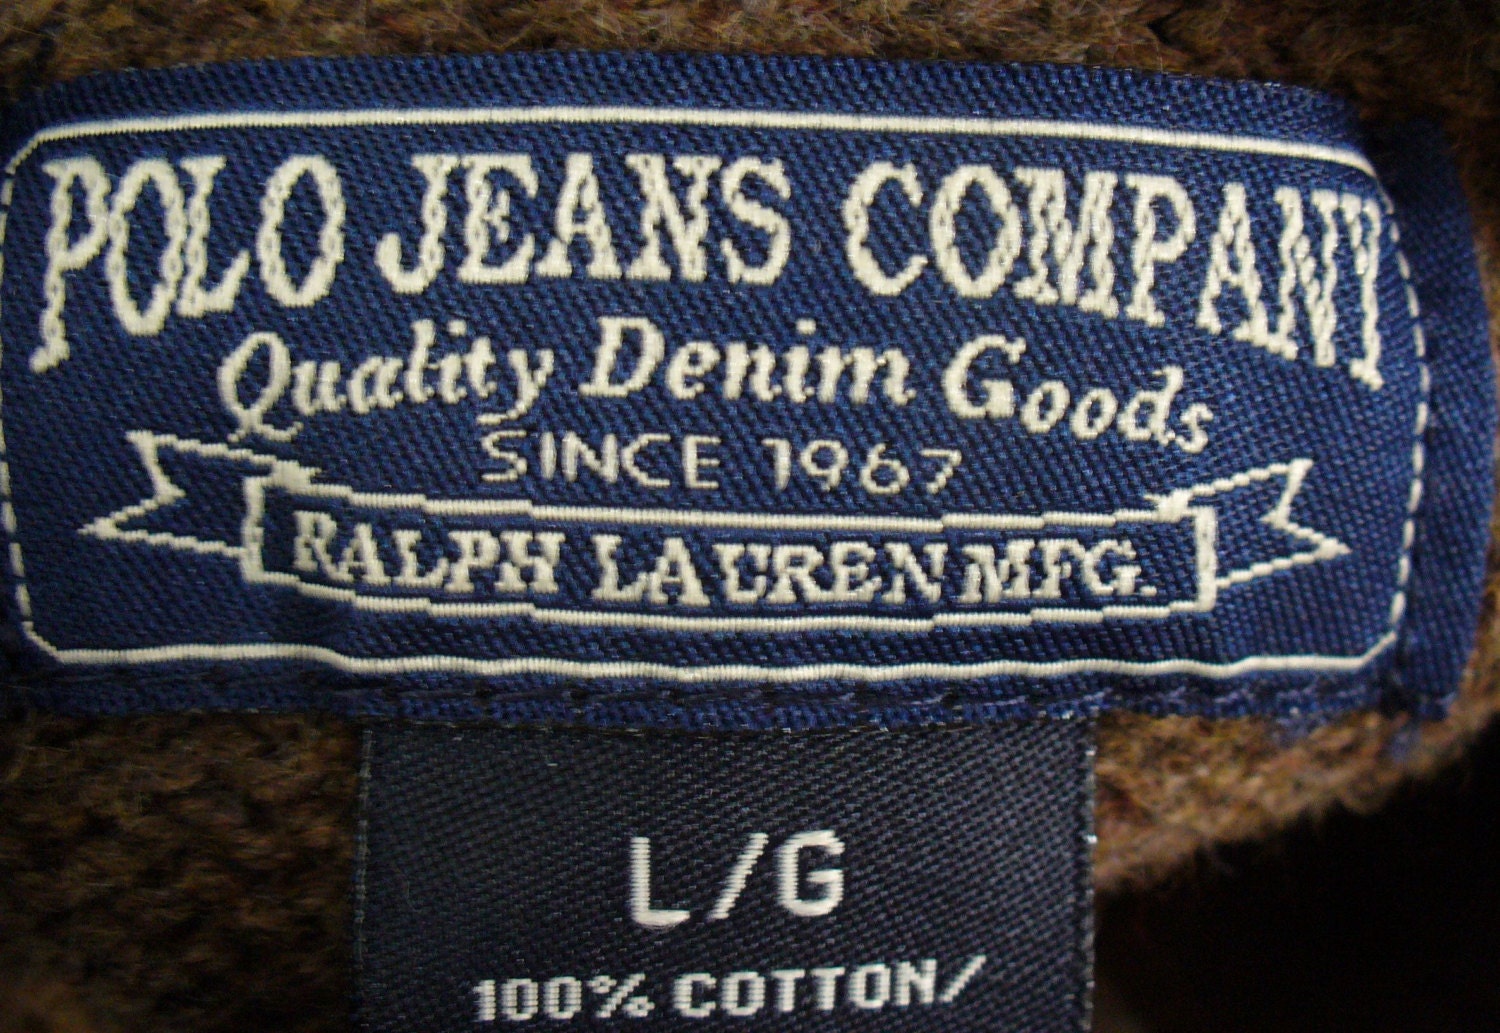 POLO JEANS COMPANY
Quality Denim Goods
SINCE 1967
RALPH LAUREN MFG.
L/G
100% COTTON/